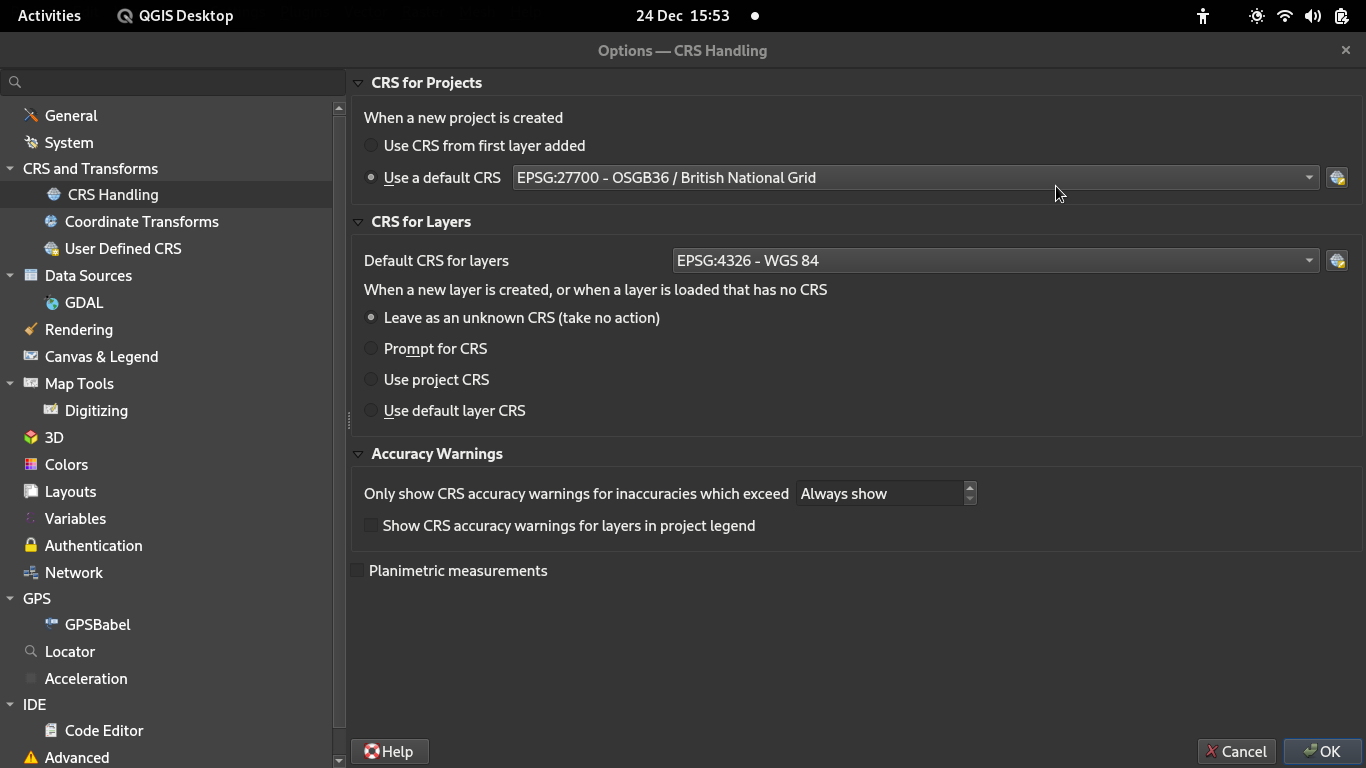 Activities QGIS Desktop 24 Dec 15:53
Options — CRS Handling
General
System
CRS and Transforms
CRS Handling
Coordinate Transforms
User Defined CRS
Data Sources
GDAL
Rendering
Canvas & Legend
Map Tools
Digitizing
3D
Colors
Layouts
Variables
Authentication
Network
GPS
GPSBabel
Locator
Acceleration
IDE
Code Editor
Advanced
CRS for Projects
When a new project is created
Use CRS from first layer added
Use a default CRS EPSG:27700 - OSGB36 / British National Grid
CRS for Layers
Default CRS for layers EPSG:4326 - WGS 84
When a new layer is created, or when a layer is loaded that has no CRS
Leave as an unknown CRS (take no action)
Prompt for CRS
Use project CRS
Use default layer CRS
Accuracy Warnings
Only show CRS accuracy warnings for inaccuracies which exceed Always show
Show CRS accuracy warnings for layers in project legend
Planimetric measurements
Help Cancel OK